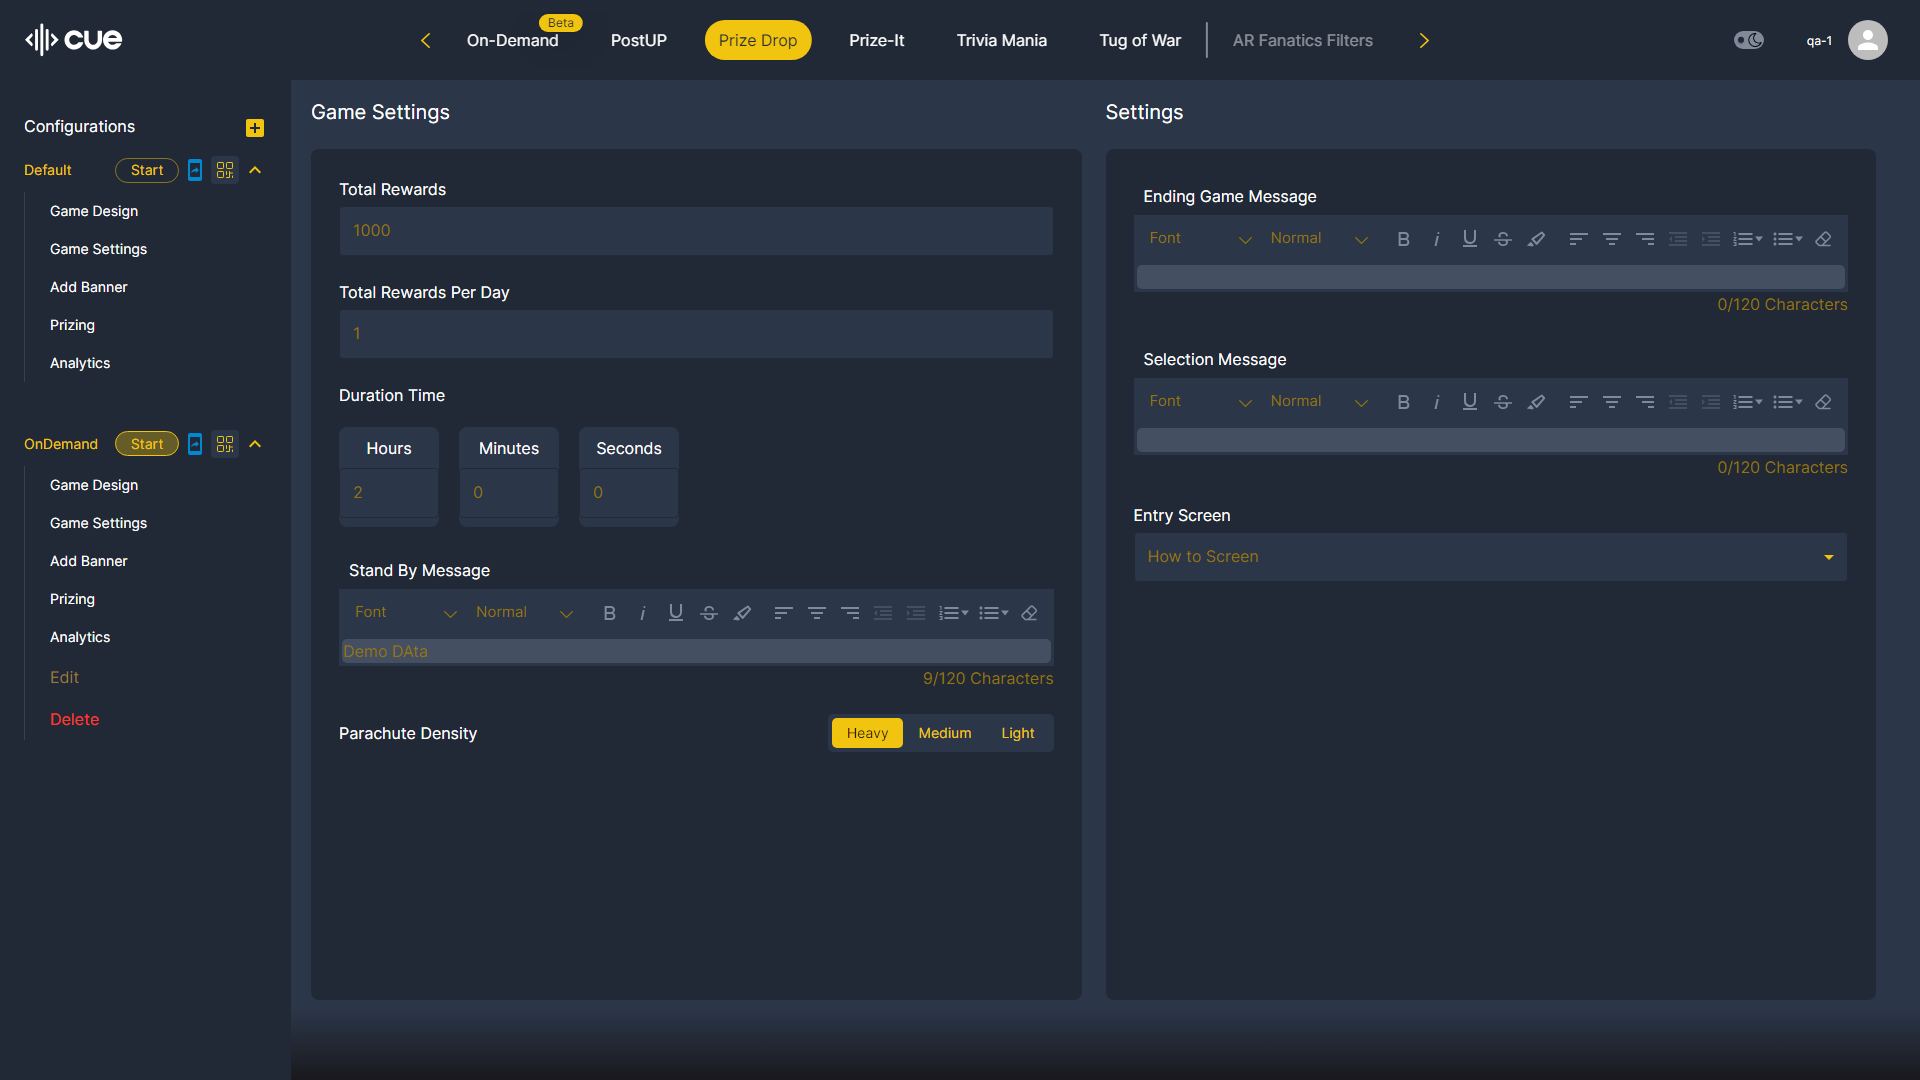 cue
On-Demand
Beta
PostUP
Prize Drop
Prize-It
Trivia Mania
Tug of War
AR Fanatics Filters
qa-1
Configurations
Default
Start
Game Design
Game Settings
Add Banner
Prizing
Analytics
OnDemand
Start
Game Design
Game Settings
Add Banner
Prizing
Analytics
Edit
Delete
Game Settings
Total Rewards
1000
Total Rewards Per Day
1
Duration Time
Hours
Minutes
Seconds
2
0
0
Stand By Message
Font
Normal
B i U S
Demo DAta
9/120 Characters
Parachute Density
Heavy
Medium
Light
Settings
Ending Game Message
Font
Normal
B i U S
0/120 Characters
Selection Message
Font
Normal
B i U S
0/120 Characters
Entry Screen
How to Screen